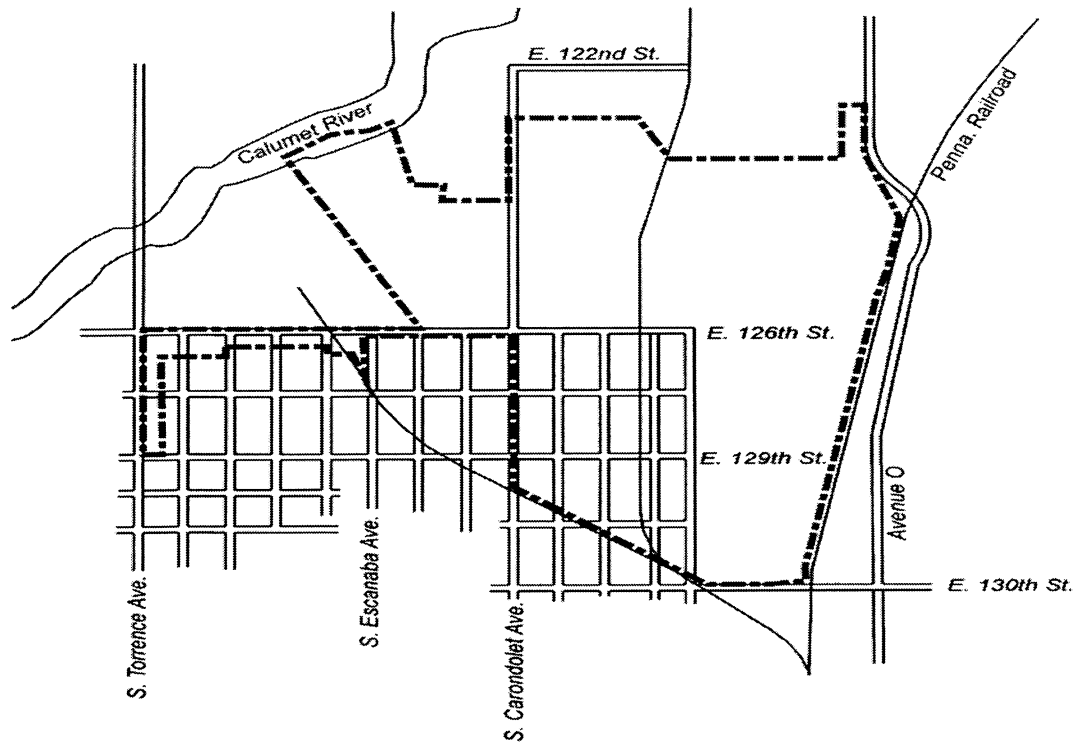 E. 122nd St.
Calumet River
Penna. Railroad
E. 126th St.
E. 129th St.
Avenue O
S. Torrence Ave.
S. Escanaba Ave.
S. Carondolet Ave.
E. 130th St.